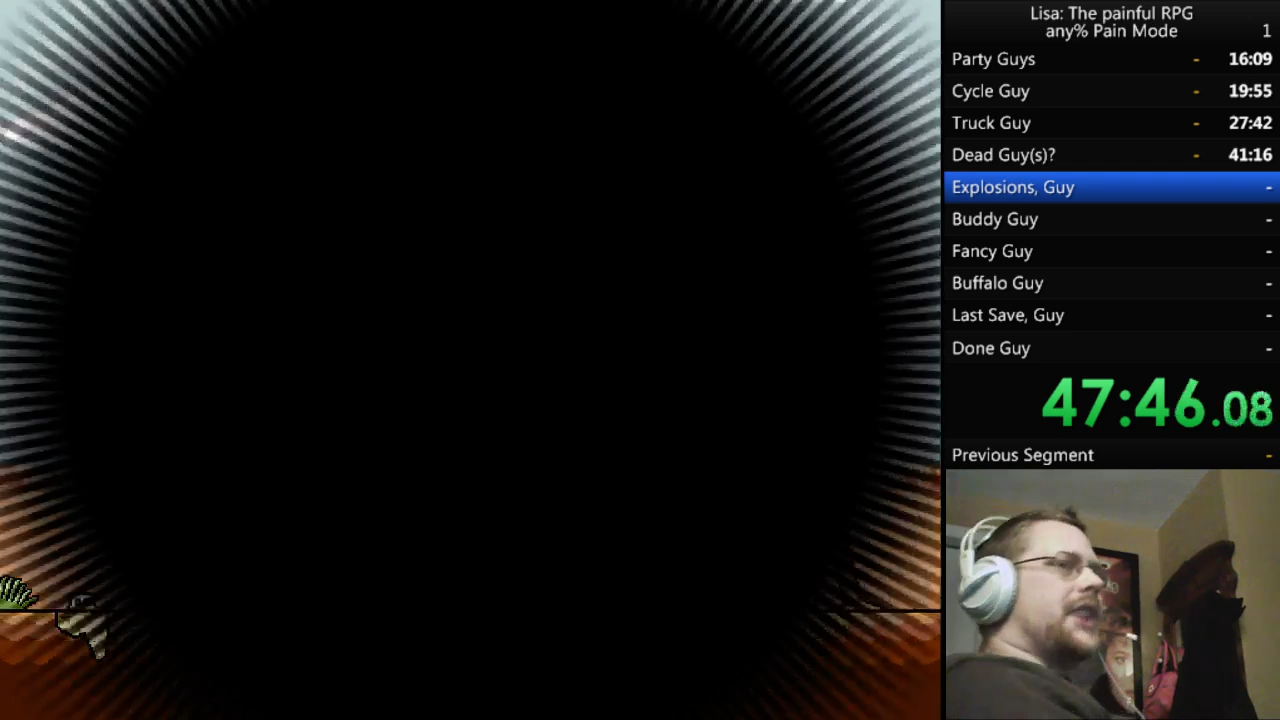 Lisa: The painful RPG
any% Pain Mode 1
Party Guys - 16:09
Cycle Guy - 19:55
Truck Guy - 27:42
Dead Guy(s)? - 41:16
Explosions, Guy -
Buddy Guy -
Fancy Guy -
Buffalo Guy -
Last Save, Guy -
Done Guy -
47:46.08
Previous Segment -